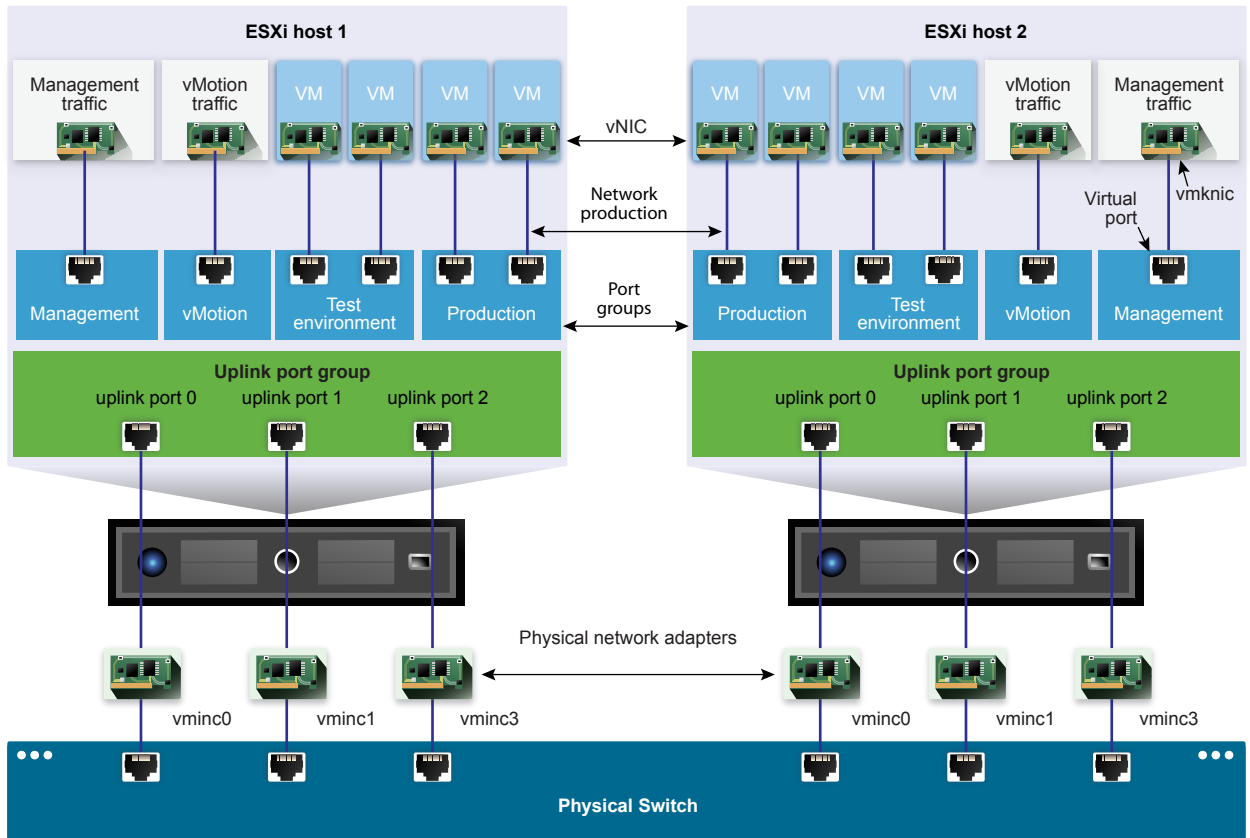 ESXi host 1
ESXi host 2
Management
traffic
vMotion
traffic
VM
VM
VM
VM
vNIC
VM
VM
VM
VM
vMotion
traffic
Management
traffic
vmknic
Network
production
Virtual
port
Management
vMotion
Test
environment
Production
Port
groups
Production
Test
environment
vMotion
Management
Uplink port group
uplink port 0
uplink port 1
uplink port 2
Uplink port group
uplink port 0
uplink port 1
uplink port 2
Physical network adapters
vminc0
vminc1
vminc3
vminc0
vminc1
vminc3
Physical Switch